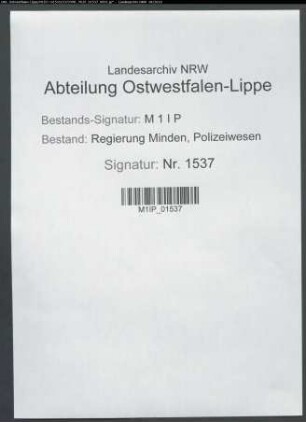 Landesarchiv NRW
Abteilung Ostwestfalen-Lippe
Bestands-Signatur: M 1 I P
Bestand: Regierung Minden, Polizeiwesen
Signatur: Nr. 1537
M1IP_01537